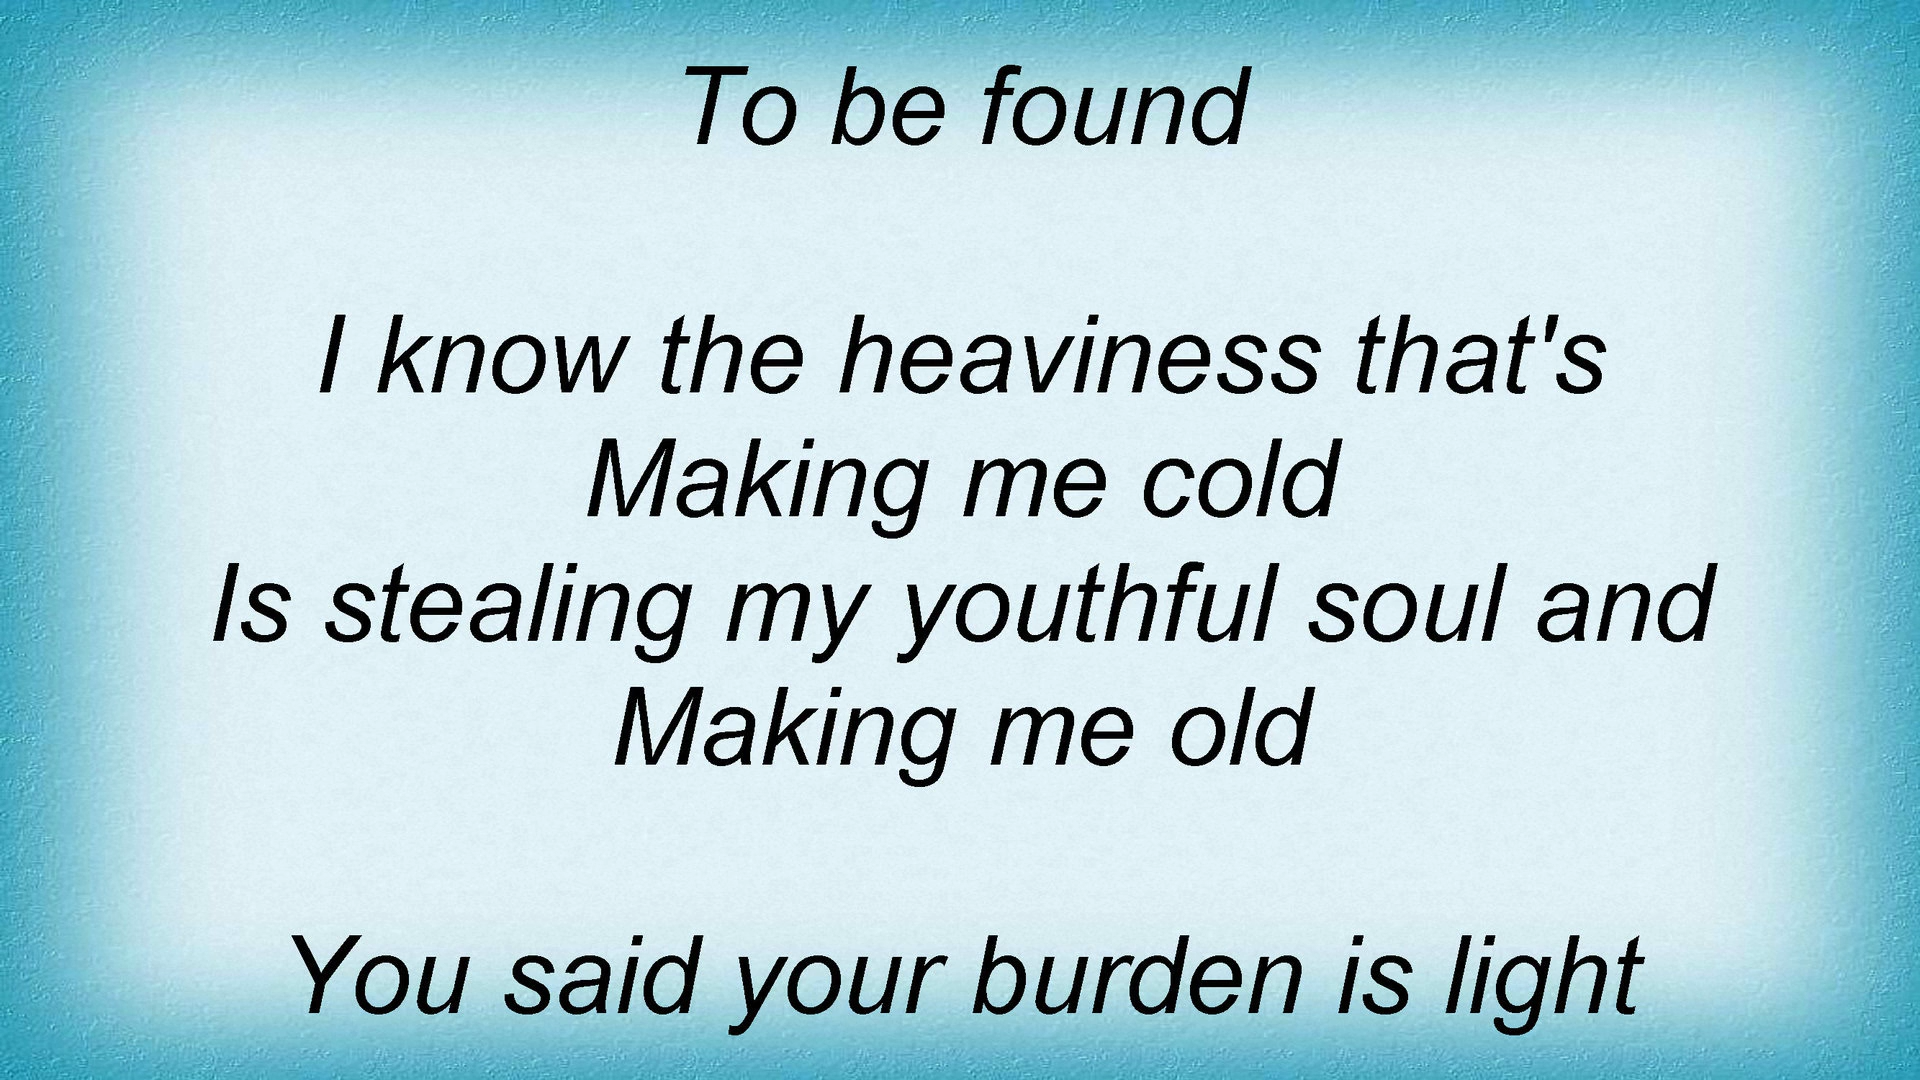 To be found
I know the heaviness that's
Making me cold
Is stealing my youthful soul and
Making me old
You said your burden is light